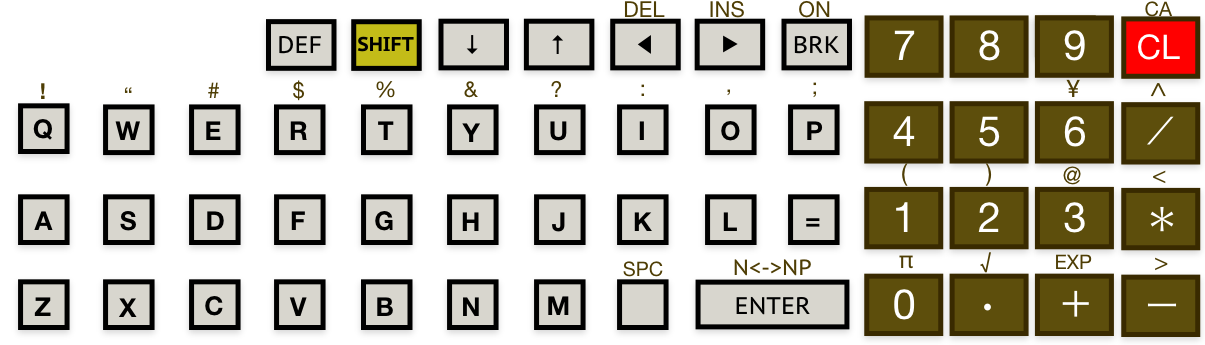 DEL INS ON CA
DEF SHIFT ↓ ↑ ◀ ▶ BRK 7 8 9 CL
! “ # $ % & ? : , ; ¥ ^
Q W E R T Y U I O P 4 5 6 /
( ) @ <
A S D F G H J K L = 1 2 3 *
SPC N<->NP π √ EXP >
Z X C V B N M ENTER 0 · + −